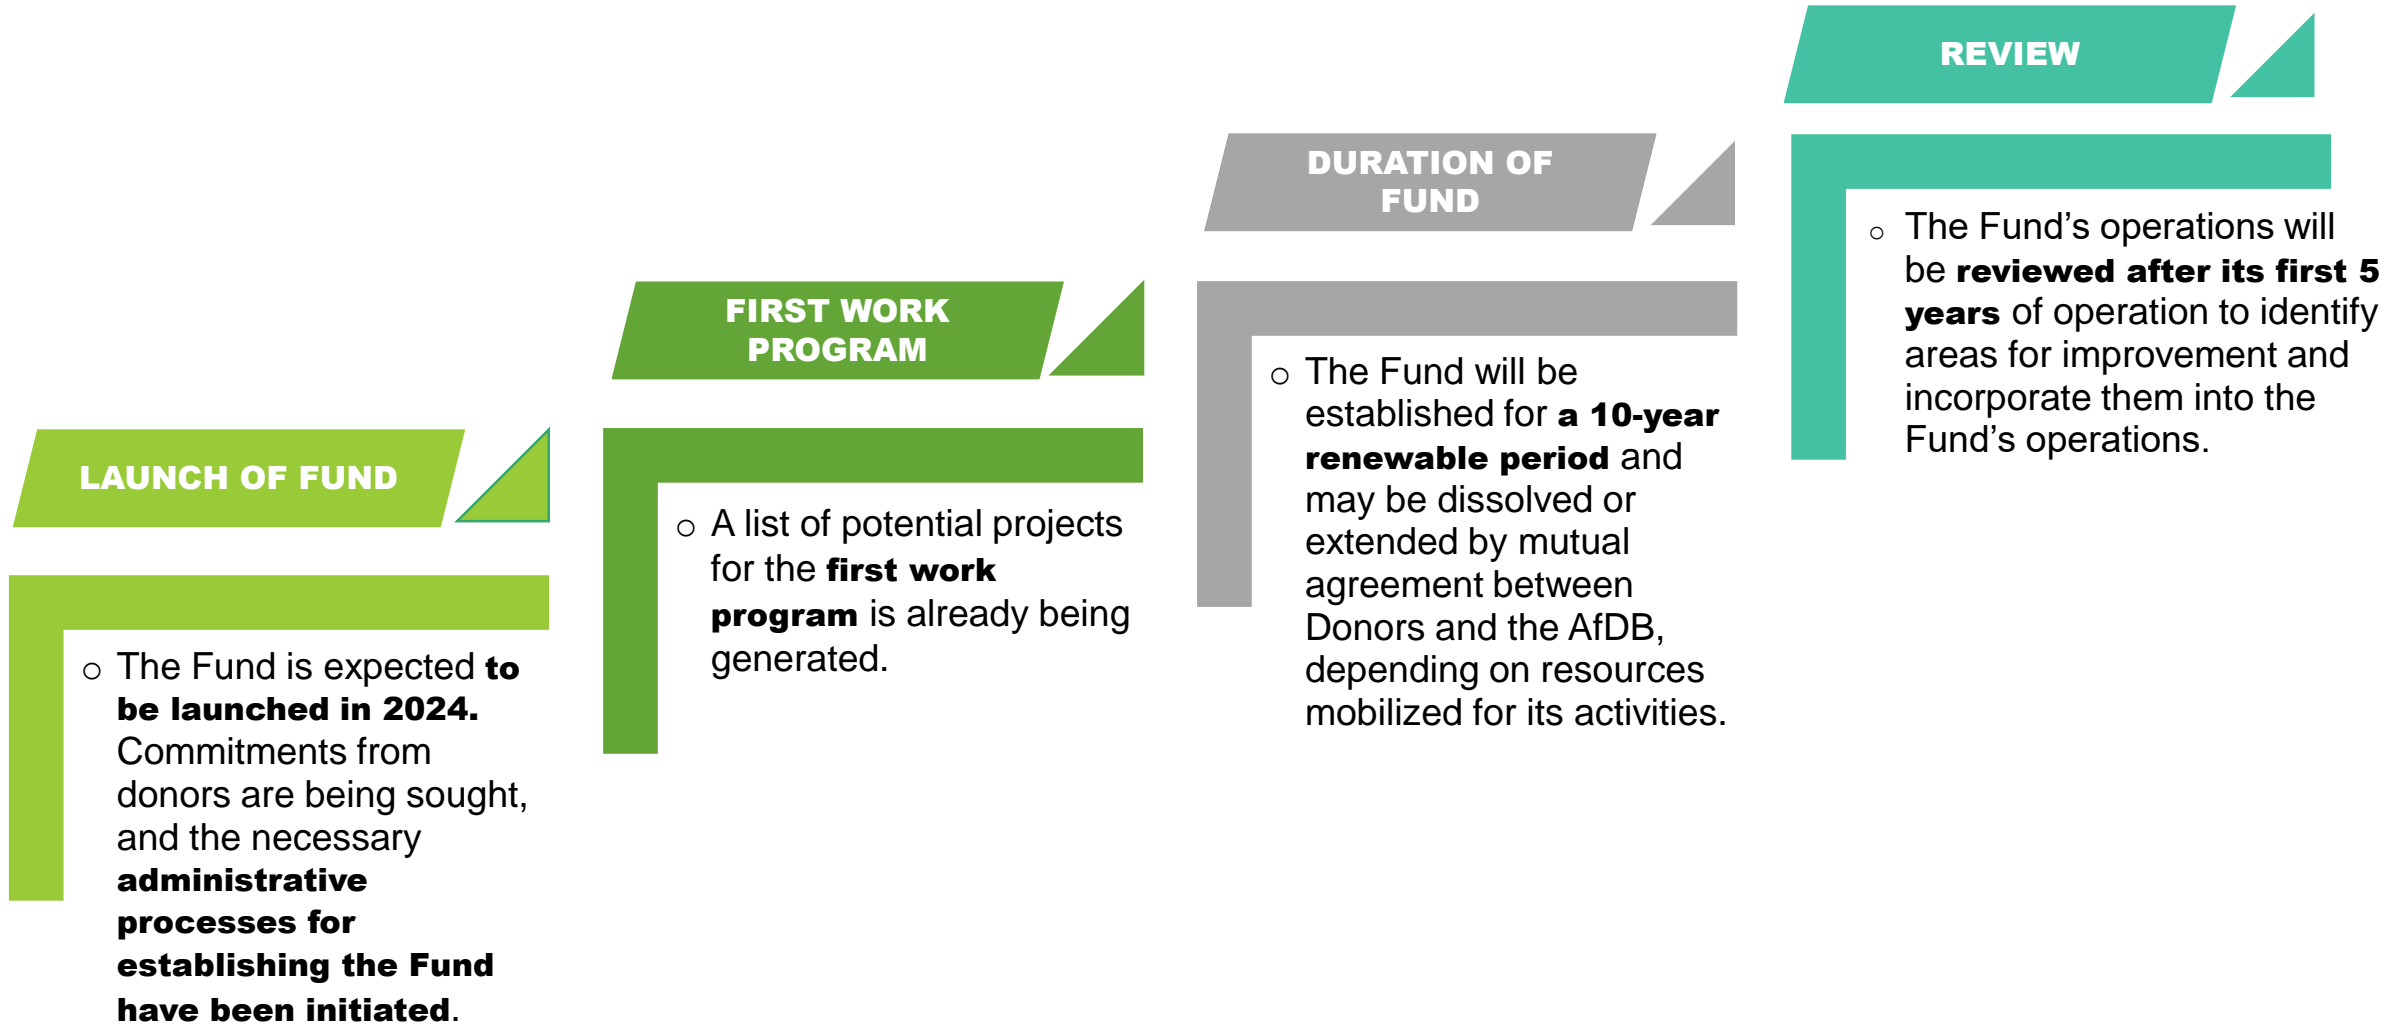 LAUNCH OF FUND
○ The Fund is expected to
be launched in 2024.
Commitments from
donors are being sought,
and the necessary
administrative
processes for
establishing the Fund
have been initiated.
FIRST WORK
PROGRAM
○ A list of potential projects
for the first work
program is already being
generated.
DURATION OF
FUND
○ The Fund will be
established for a 10-year
renewable period and
may be dissolved or
extended by mutual
agreement between
Donors and the AfDB,
depending on resources
mobilized for its activities.
REVIEW
○ The Fund’s operations will
be reviewed after its first 5
years of operation to identify
areas for improvement and
incorporate them into the
Fund’s operations.